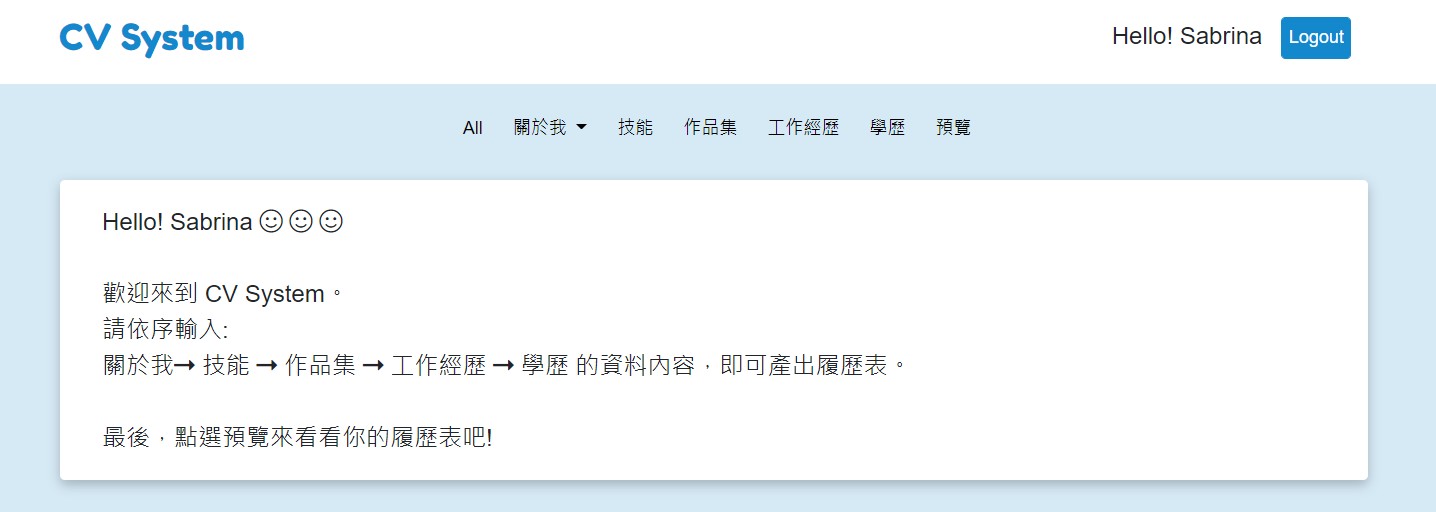 CV System
Hello! Sabrina Logout
All 關於我 技能 作品集 工作經歷 學歷 預覽
Hello! Sabrina ☺☺☺
歡迎來到 CV System。
請依序輸入:
關於我→ 技能 → 作品集 → 工作經歷 → 學歷 的資料內容，即可產出履歷表。
最後，點選預覽來看看你的履歷表吧!